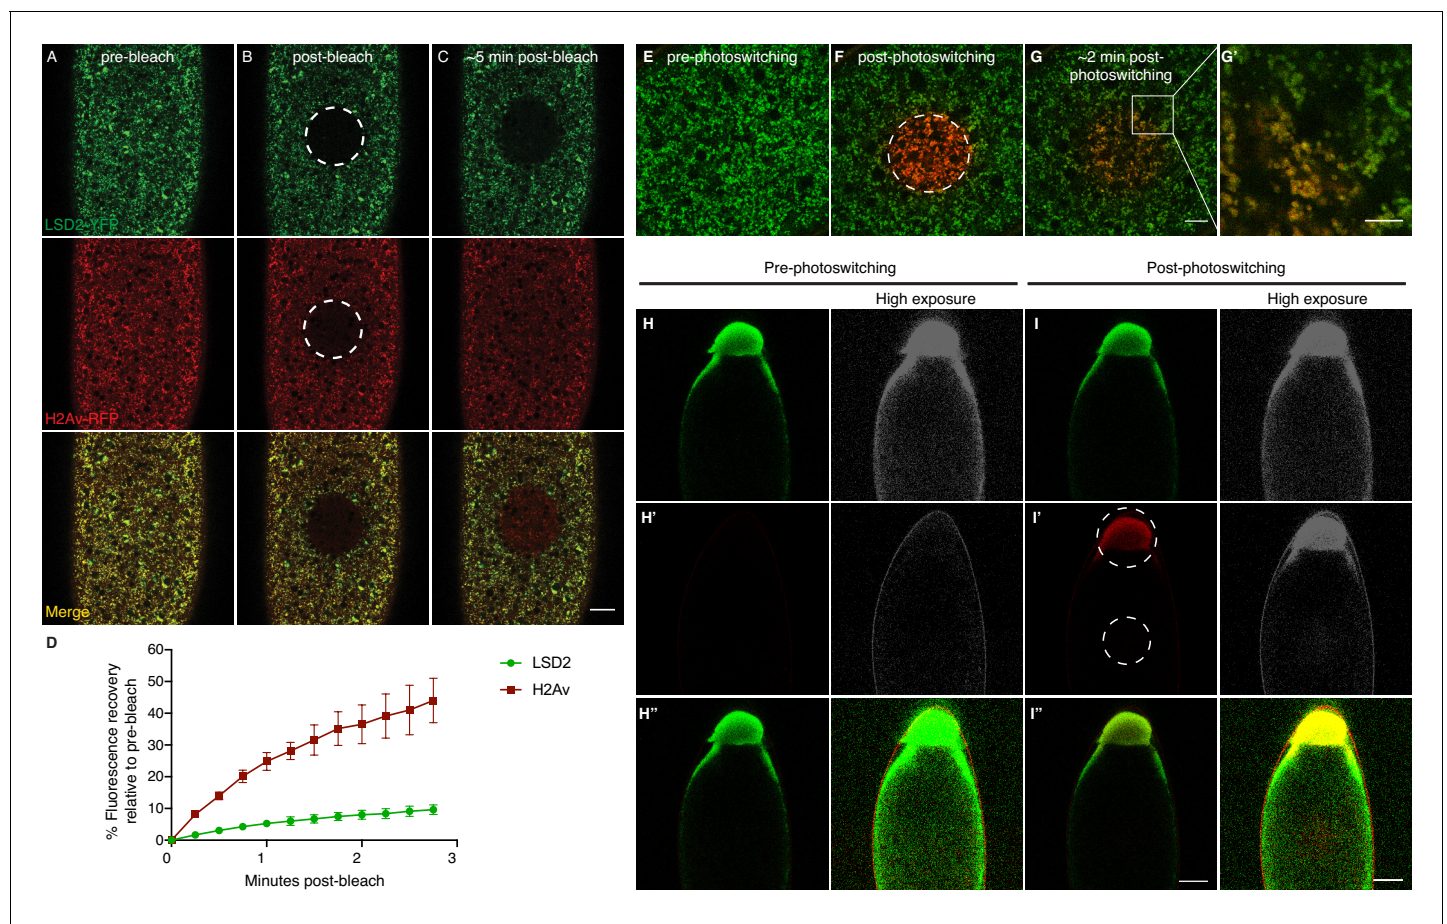 A pre-bleach
B post-bleach
C ~5 min post-bleach
LSD2-YFP
H2Av-RFP
Merge
D
% Fluorescence recovery
relative to pre-bleach
60
50
40
30
20
10
0
0 1 2 3
Minutes post-bleach
LSD2
H2Av
E pre-photoswitching
F post-photoswitching
G ~2 min post-
photoswitching
G'
Pre-photoswitching
Post-photoswitching
High exposure
High exposure
H
I
H'
I'
H"
I"